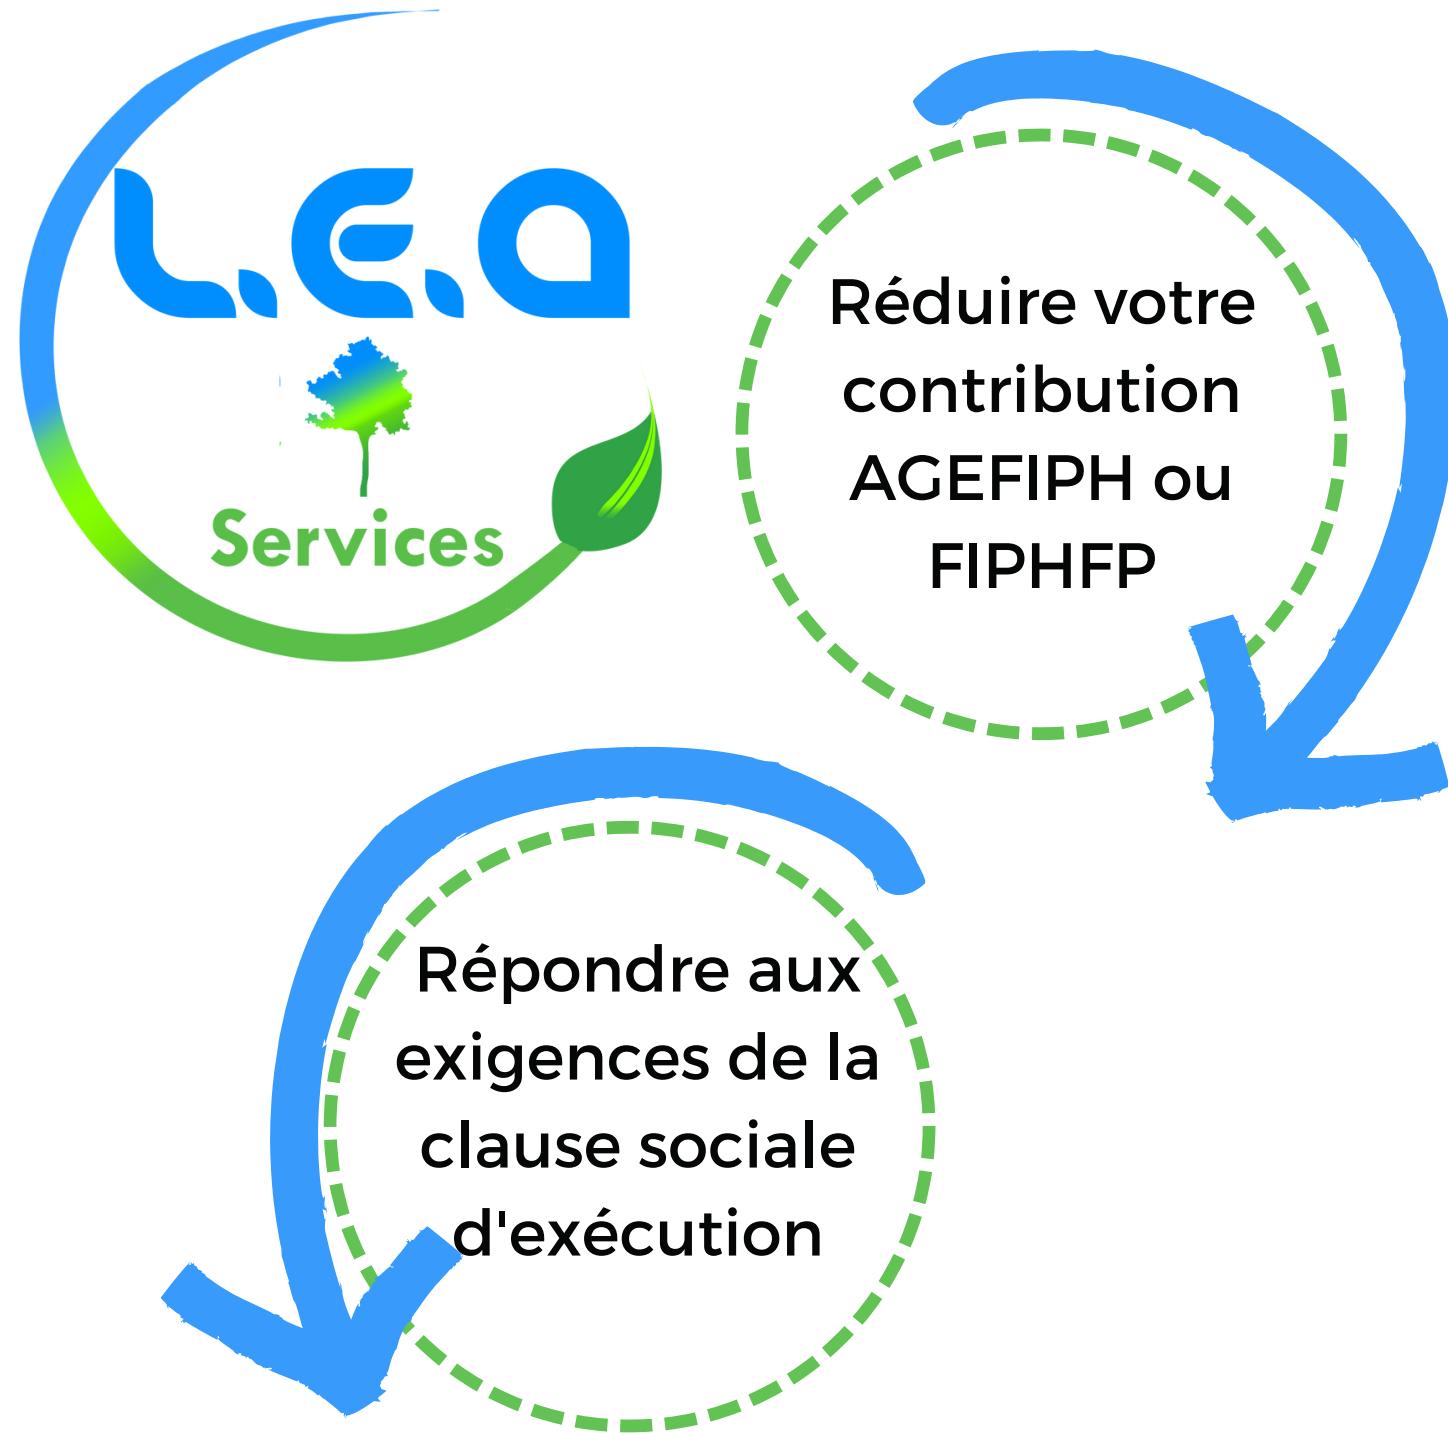 L.E.A
Services
Réduire votre
contribution
AGEFIPH ou
FIPHFP
Répondre aux
exigences de la
clause sociale
d'exécution